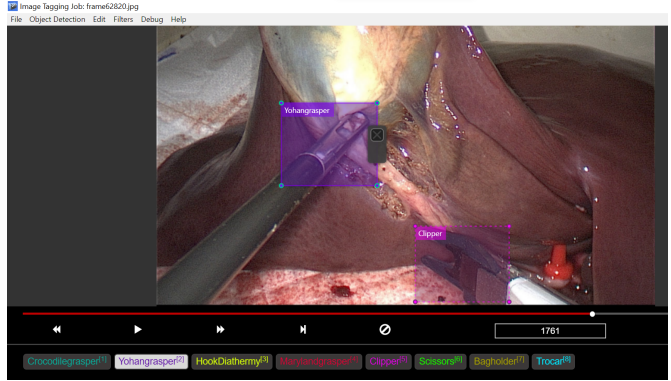 Image Tagging Job: frame62820.jpg
File Object Detection Edit Filters Debug Help
Yohangrasper
Clipper
1761
Crocodilegrasper[1] Yohangrasper[2] HookDiathermy[3] Marylandgrasper[4] Clipper[5] Scissors[6] Bagholder[7] Trocar[8]